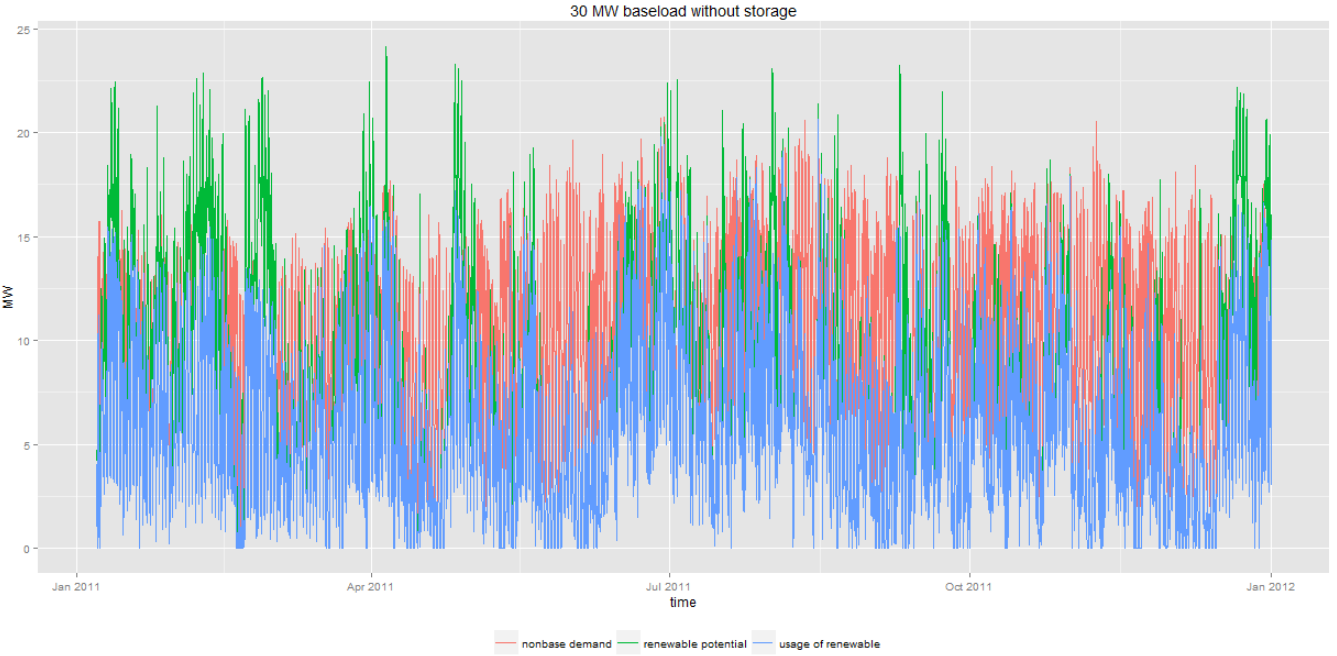 30 MW baseload without storage
25
20
15
10
5
0
MW
Jan 2011 Apr 2011 Jul 2011 Oct 2011 Jan 2012
time
nonbase demand renewable potential usage of renewable